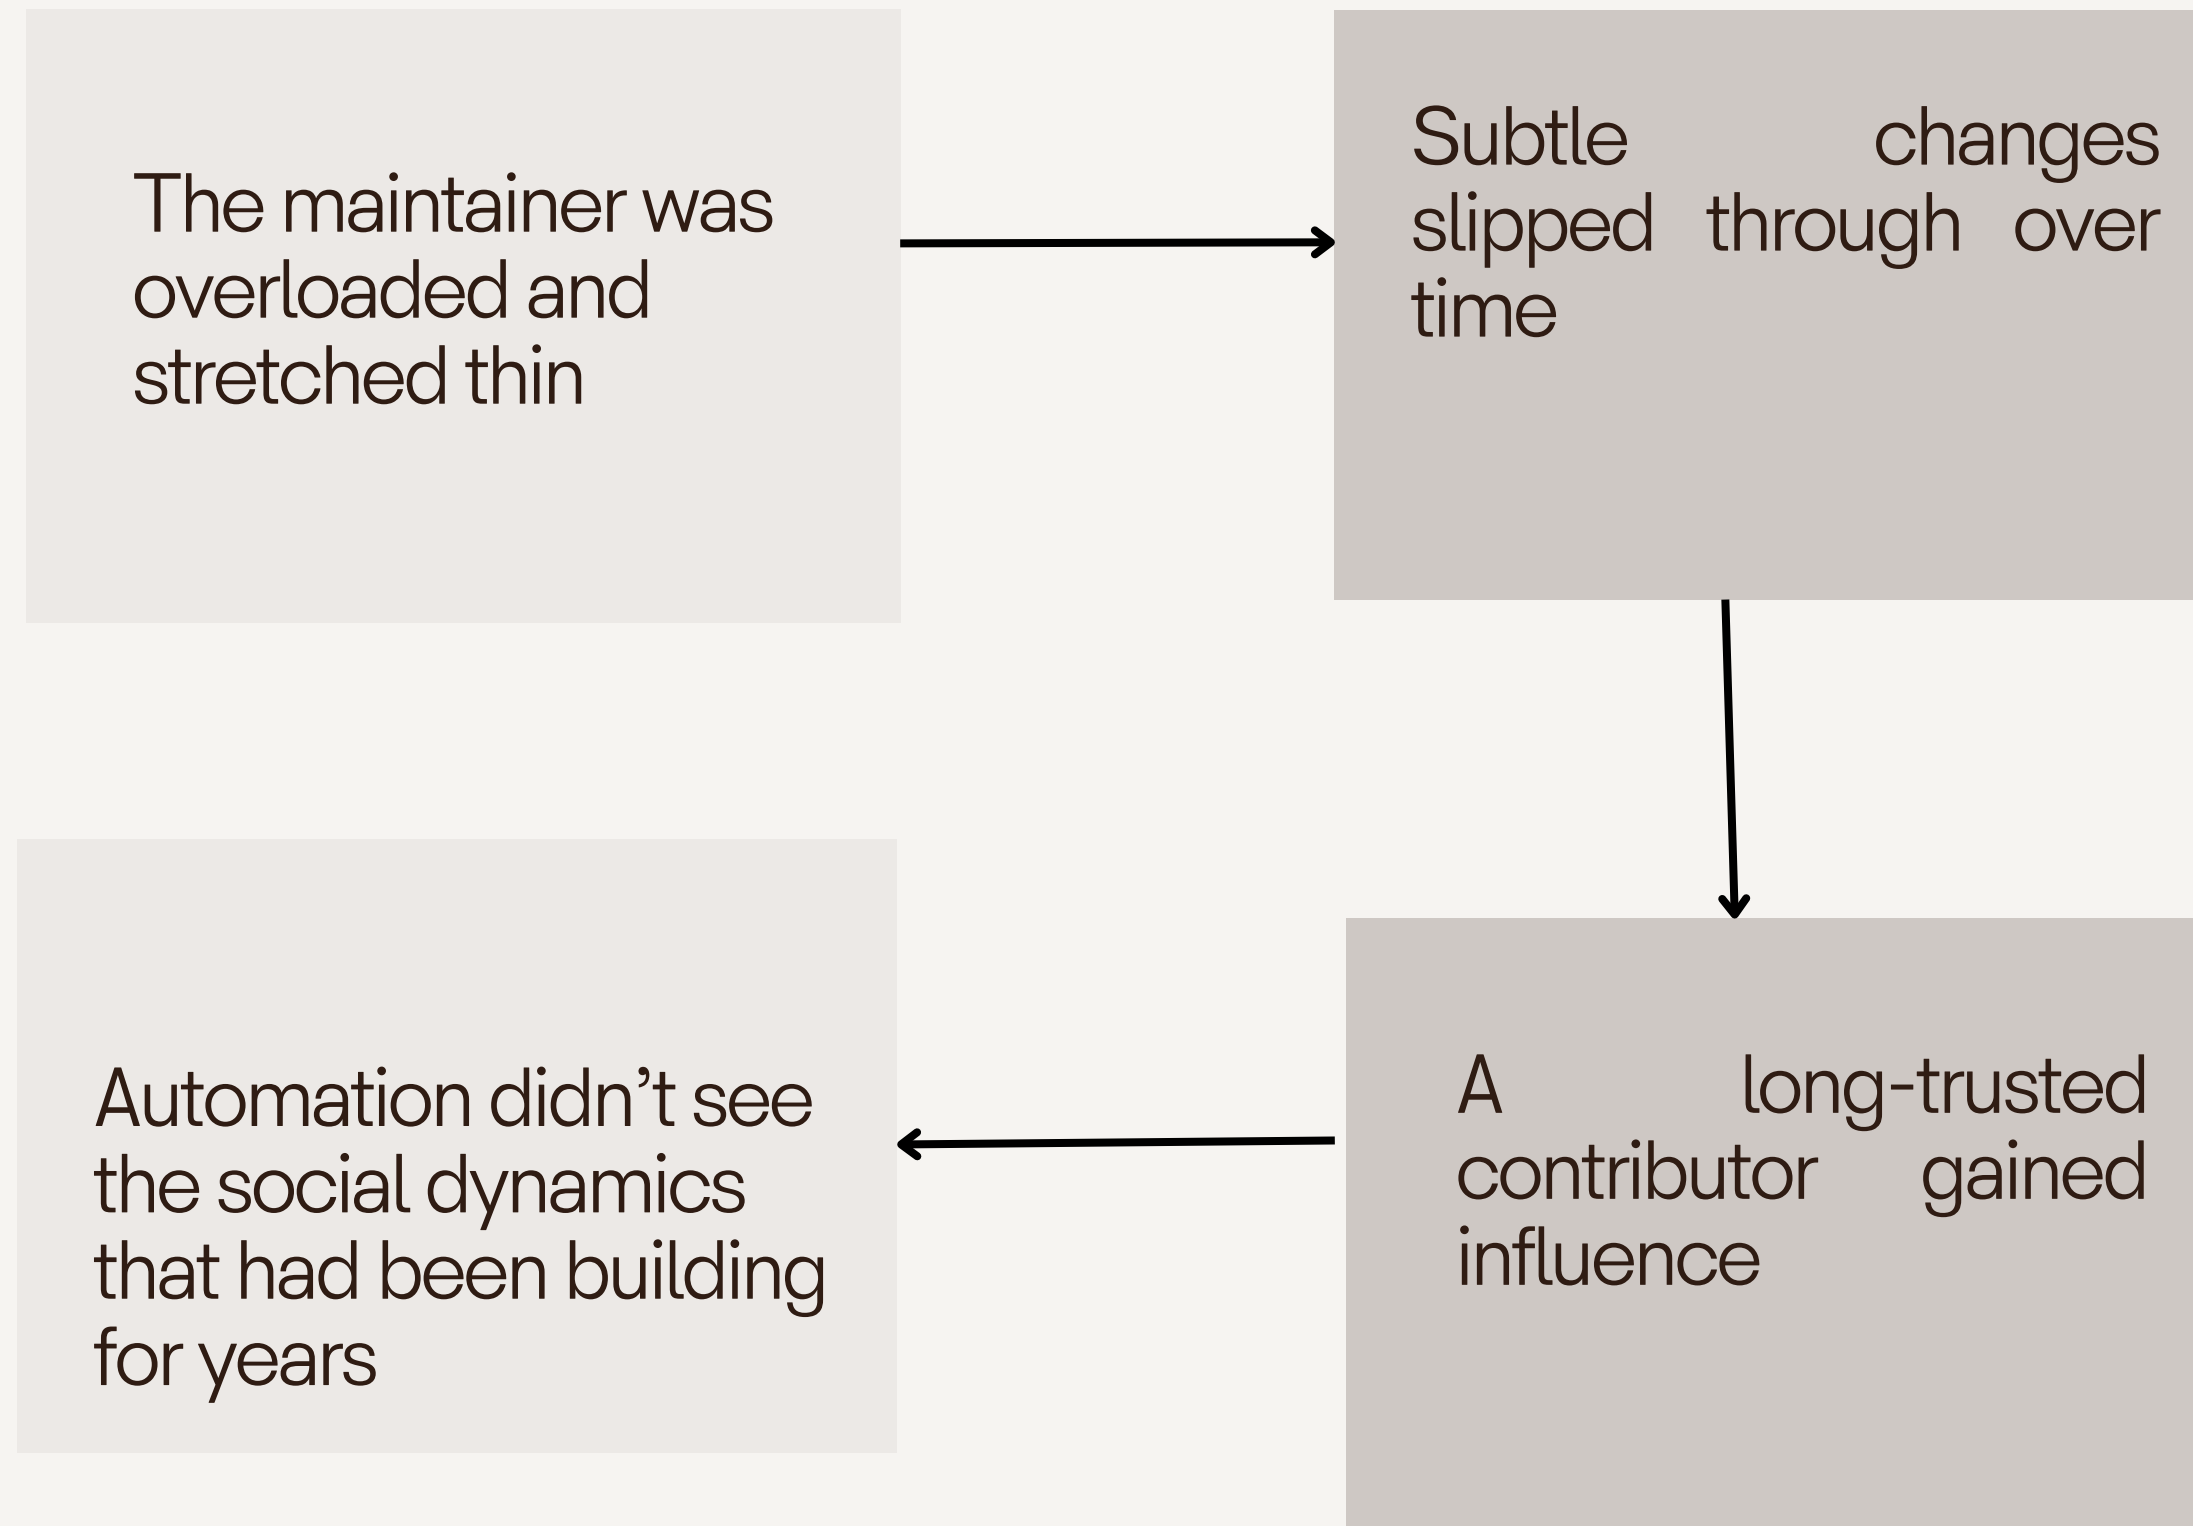 The maintainer was
overloaded and
stretched thin
Subtle changes
slipped through over
time
A long-trusted
contributor gained
influence
Automation didn’t see
the social dynamics
that had been building
for years